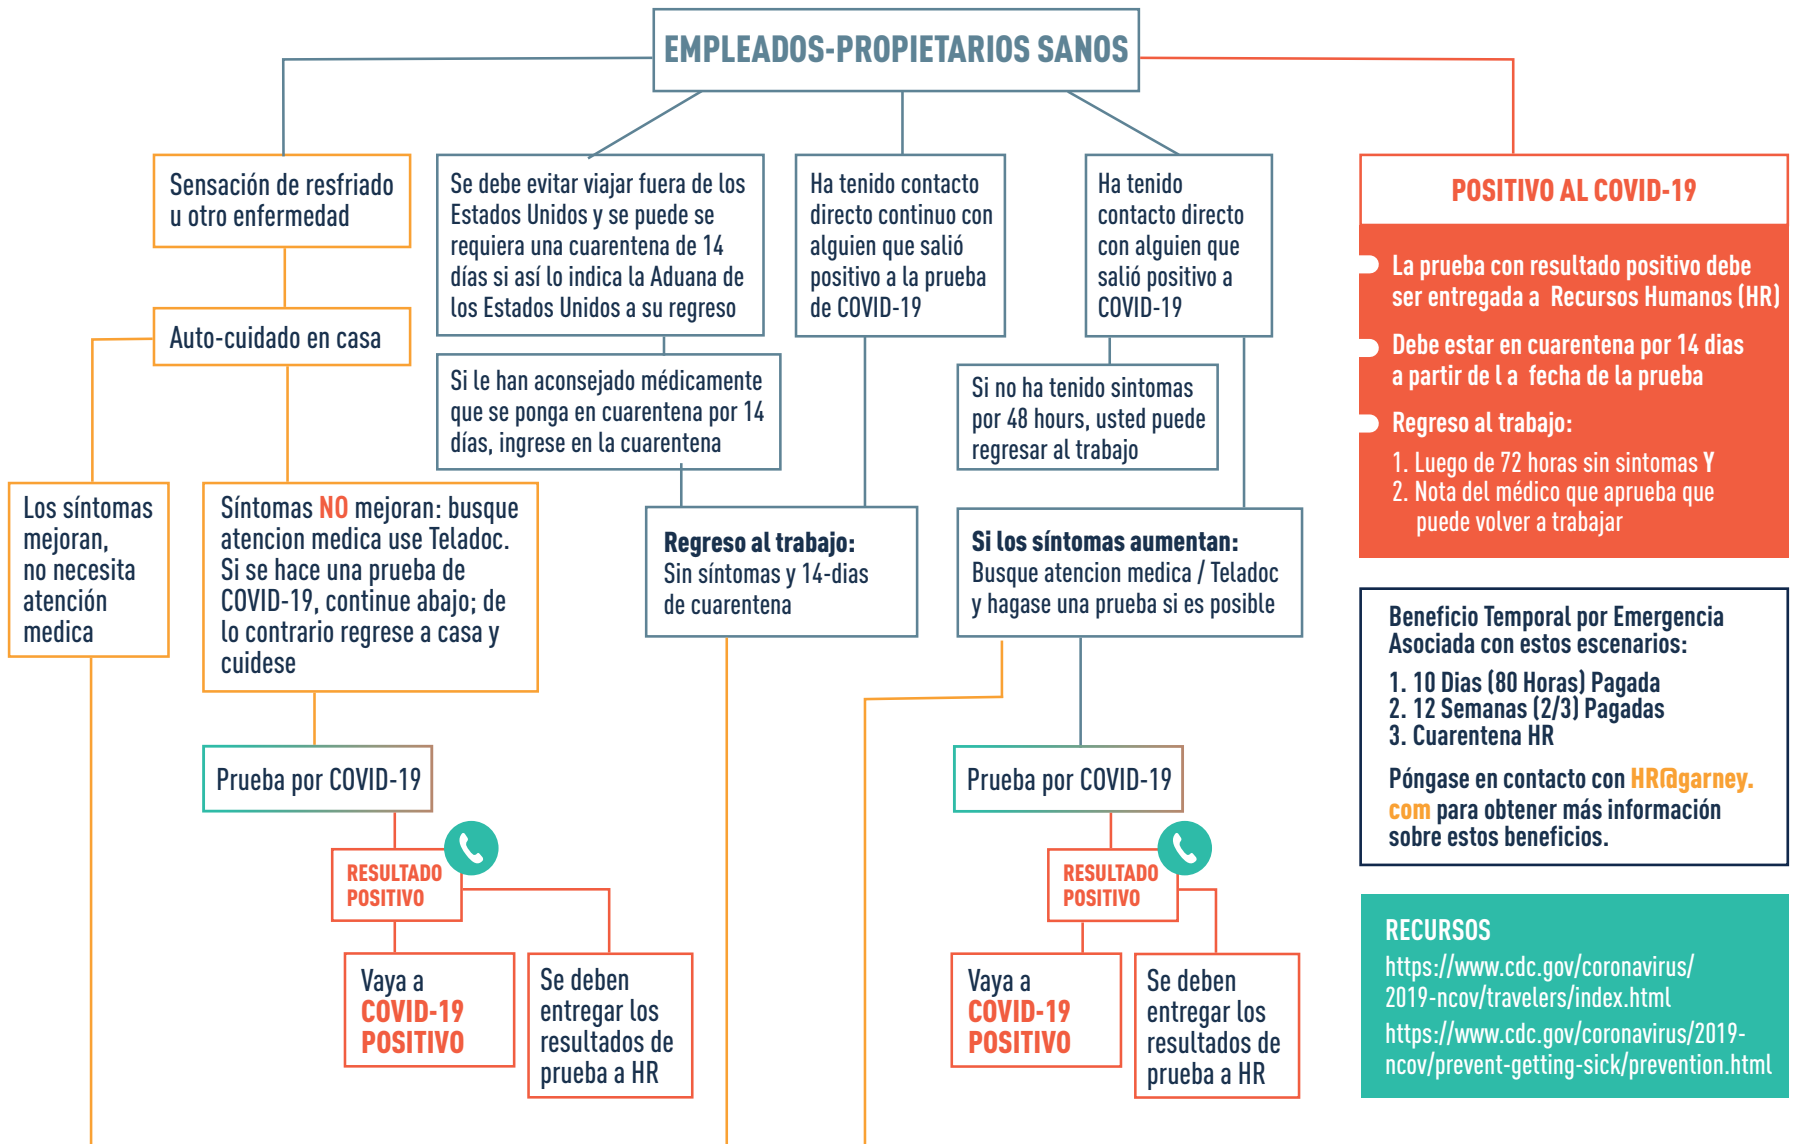 EMPLEADOS-PROPIETARIOS SANOS
Sensación de resfriado
u otro enfermedad
Auto-cuidado en casa
Los síntomas
mejoran,
no necesita
atención
medica
Síntomas NO mejoran: busque
atencion medica use Teladoc.
Si se hace una prueba de
COVID-19, continue abajo; de
lo contrario regrese a casa y
cuidese
Prueba por COVID-19
RESULTADO
POSITIVO
Vaya a
COVID-19
POSITIVO
Se deben
entregar los
resultados de
prueba a HR
Se debe evitar viajar fuera de los
Estados Unidos y se puede se
requiera una cuarentena de 14
días si así lo indica la Aduana de
los Estados Unidos a su regreso
Si le han aconsejado médicamente
que se ponga en cuarentena por 14
días, ingrese en la cuarentena
Ha tenido contacto
directo continuo con
alguien que salió
positivo a la prueba
de COVID-19
Regreso al trabajo:
Sin síntomas y 14-dias
de cuarentena
Ha tenido
contacto directo
con alguien que
salió positivo a
COVID-19
Si no ha tenido sintomas
por 48 hours, usted puede
regresar al trabajo
Si los síntomas aumentan:
Busque atencion medica / Teladoc
y hagase una prueba si es posible
Prueba por COVID-19
RESULTADO
POSITIVO
Vaya a
COVID-19
POSITIVO
Se deben
entregar los
resultados de
prueba a HR
POSITIVO AL COVID-19
La prueba con resultado positivo debe
ser entregada a Recursos Humanos (HR)
Debe estar en cuarentena por 14 dias
a partir de l a fecha de la prueba
Regreso al trabajo:
1. Luego de 72 horas sin sintomas Y
2. Nota del médico que aprueba que
puede volver a trabajar
Beneficio Temporal por Emergencia
Asociada con estos escenarios:
1. 10 Dias (80 Horas) Pagada
2. 12 Semanas (2/3) Pagadas
3. Cuarentena HR
Póngase en contacto con HR@garney.
com para obtener más información
sobre estos beneficios.
RECURSOS
https://www.cdc.gov/coronavirus/
2019-ncov/travelers/index.html
https://www.cdc.gov/coronavirus/2019-
ncov/prevent-getting-sick/prevention.html